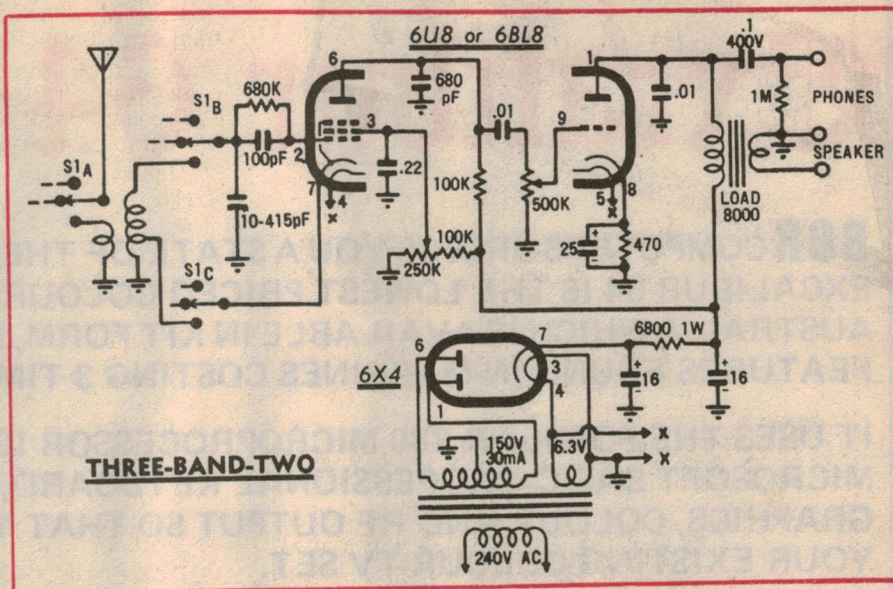 6U8 or 6BL8
.1
400V
S1B
680K
6
680
pF
1
.01
1M
PHONES
SPEAKER
3
2
100pF
.01
9
S1A
7
4
x
.22
100K
500K
5
x
8
LOAD
8000
10-415pF
+
25
-
470
100K
250K
S1C
6800 1W
6
7
3
4
6X4
1
+
16
-
+
16
-
150V
30mA
6.3V
x
x
THREE-BAND-TWO
240V AC